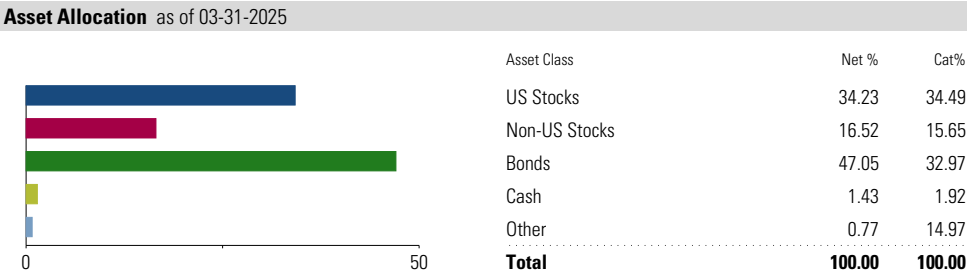 Asset Allocation as of 03-31-2025
Asset Class Net % Cat%
US Stocks 34.23 34.49
Non-US Stocks 16.52 15.65
Bonds 47.05 32.97
Cash 1.43 1.92
Other 0.77 14.97
Total 100.00 100.00
0 50